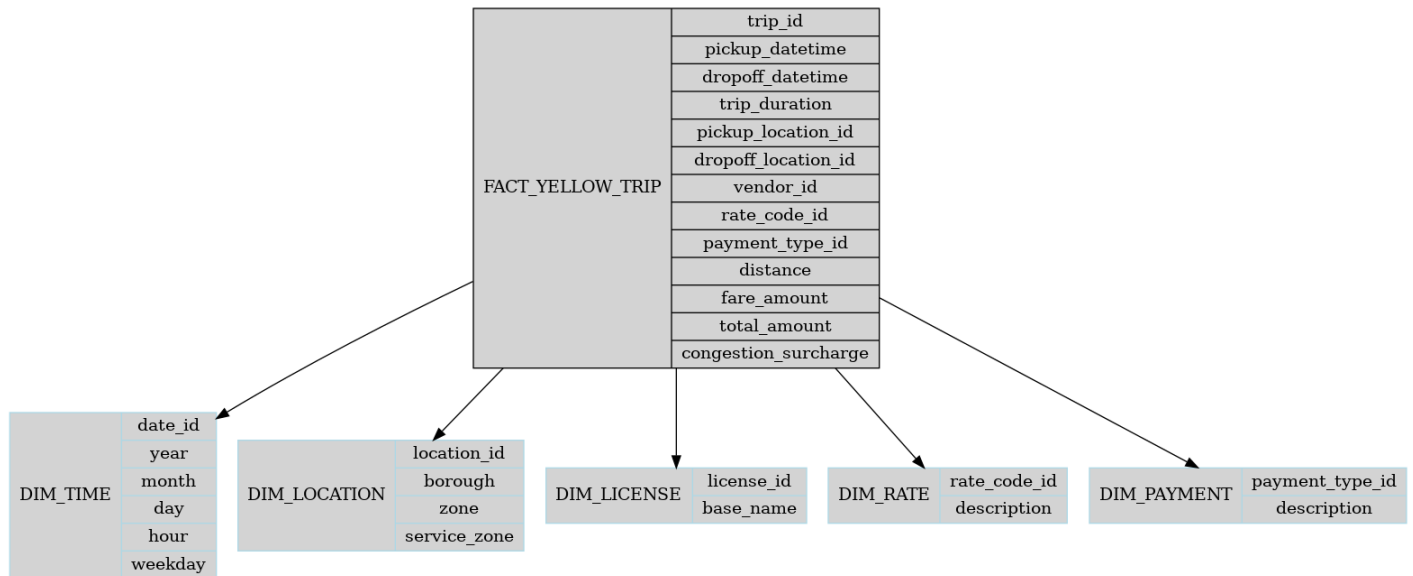 FACT_YELLOW_TRIP
trip_id
pickup_datetime
dropoff_datetime
trip_duration
pickup_location_id
dropoff_location_id
vendor_id
rate_code_id
payment_type_id
distance
fare_amount
total_amount
congestion_surcharge
DIM_TIME
date_id
year
month
day
hour
weekday
DIM_LOCATION
location_id
borough
zone
service_zone
DIM_LICENSE
license_id
base_name
DIM_RATE
rate_code_id
description
DIM_PAYMENT
payment_type_id
description